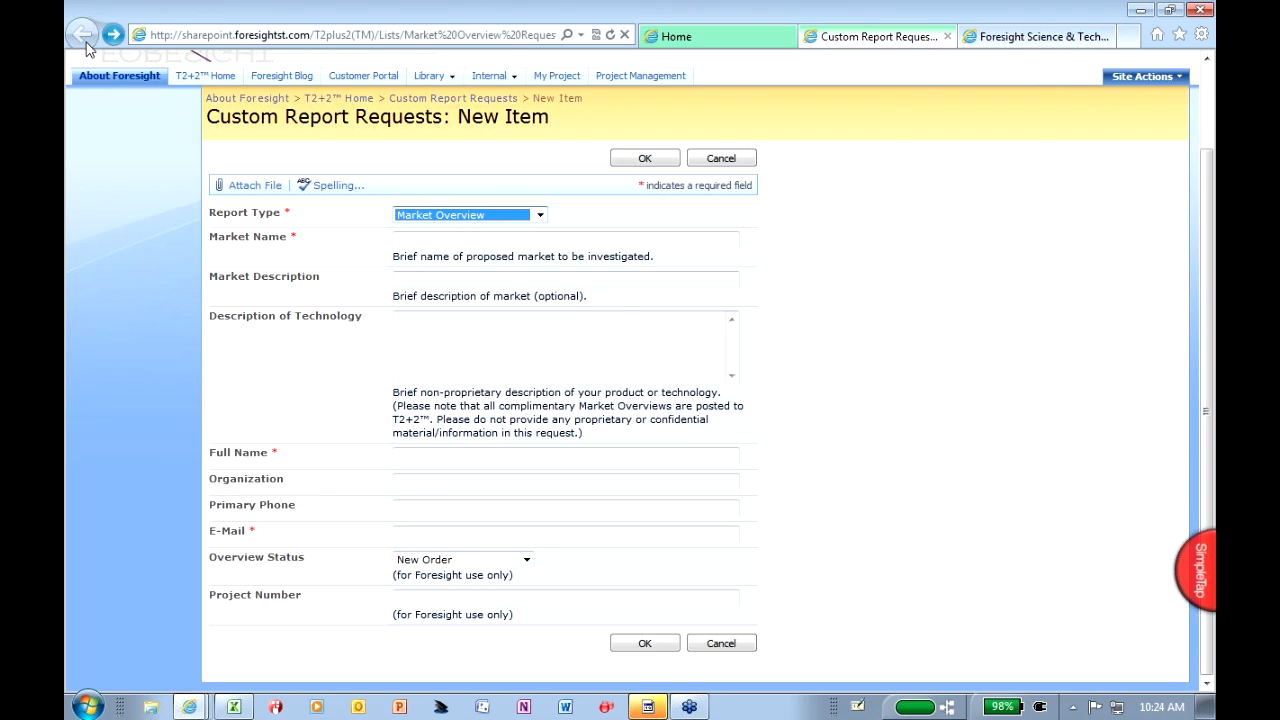 http://sharepoint.foresightst.com/T2plus2(TM)/Lists/Market%20Overview%20Reques
Home
Custom Report Reques...
Foresight Science & Tech...
About Foresight
T2+2™ Home
Foresight Blog
Customer Portal
Library
Internal
My Project
Project Management
Site Actions
About Foresight > T2+2™ Home > Custom Report Requests > New Item
Custom Report Requests: New Item
OK
Cancel
Attach File
ABC Spelling...
* indicates a required field
Report Type *
Market Overview
Market Name *
Brief name of proposed market to be investigated.
Market Description
Brief description of market (optional).
Description of Technology
Brief non-proprietary description of your product or technology.
(Please note that all complimentary Market Overviews are posted to
T2+2™. Please do not provide any proprietary or confidential
material/information in this request.)
Full Name *
Organization
Primary Phone
E-Mail *
Overview Status
New Order
(for Foresight use only)
Project Number
(for Foresight use only)
OK
Cancel
SimpleTap
98%
10:24 AM